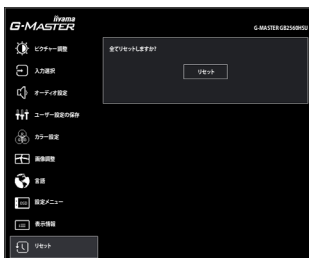 iiyama
G-MASTER
G-MASTER GB2560HSU
ピクチャー調整
全てリセットしますか?
リセット
入力選択
オーディオ設定
ユーザー設定の保存
カラー設定
画像調整
言語
設定メニュー
表示情報
リセット